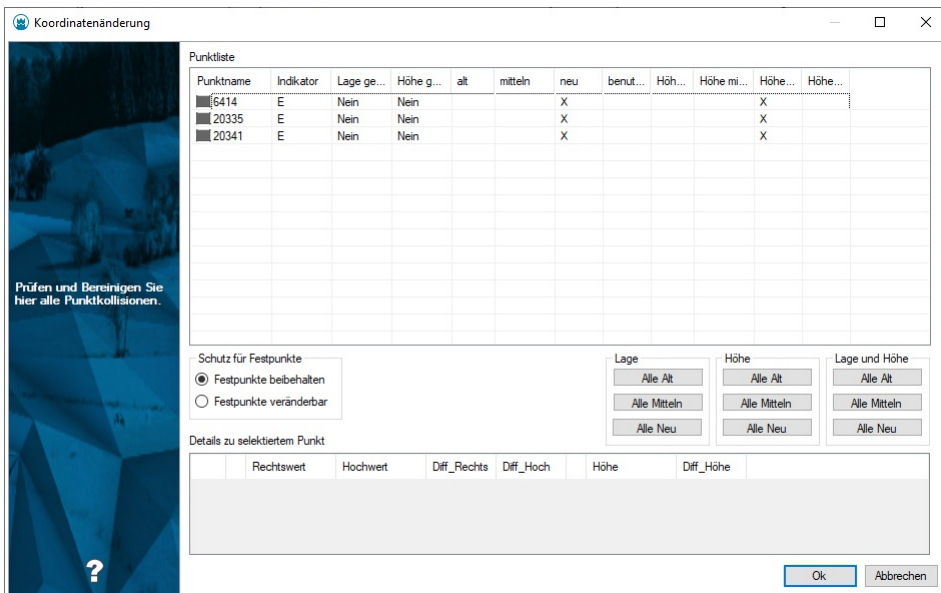 Koordinatenänderung
Punktliste
Punktname Indikator Lage ge... Höhe g... alt mitteln neu benut... Höh... Höhe mi... Höhe... Höhe...
6414 E Nein Nein X X
20335 E Nein Nein X X
20341 E Nein Nein X X
Prüfen und Bereinigen Sie
hier alle Punktkollisionen.
Schutz für Festpunkte
Festpunkte beibehalten
Festpunkte veränderbar
Lage
Alle Alt
Alle Mitteln
Alle Neu
Höhe
Alle Alt
Alle Mitteln
Alle Neu
Lage und Höhe
Alle Alt
Alle Mitteln
Alle Neu
Details zu selektiertem Punkt
Rechtswert Hochwert Diff_Rechts Diff_Hoch Höhe Diff_Höhe
?
Ok Abbrechen